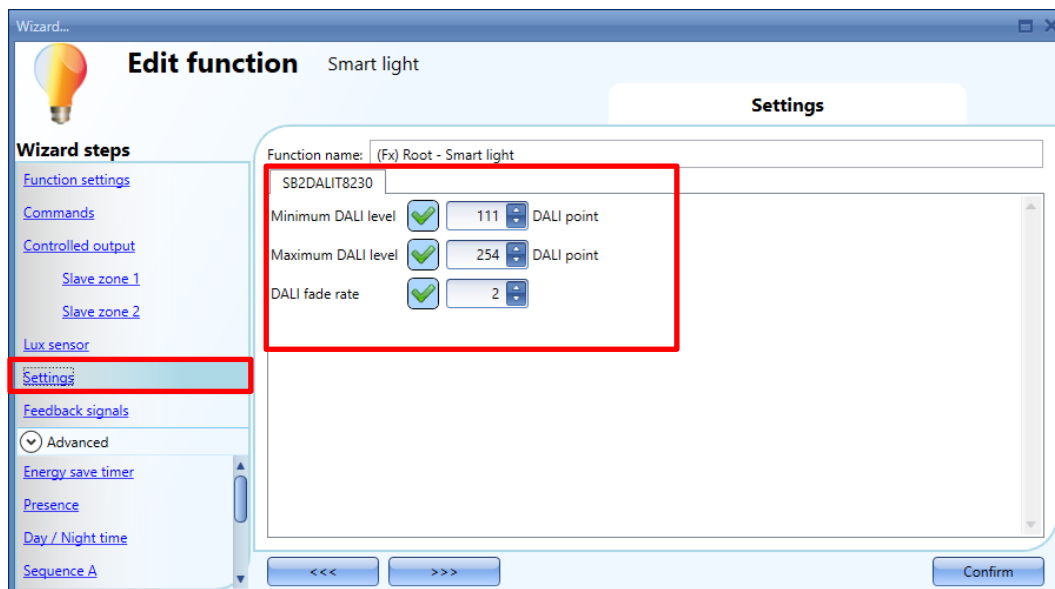 Wizard...
Edit function Smart light
Settings
Wizard steps
Function settings
Commands
Controlled output
Slave zone 1
Slave zone 2
Lux sensor
Settings
Feedback signals
Advanced
Energy save timer
Presence
Day / Night time
Sequence A
Function name: (Fx) Root - Smart light
SB2DALIT8230
Minimum DALI level 111 DALI point
Maximum DALI level 254 DALI point
DALI fade rate 2
<<< >>> Confirm